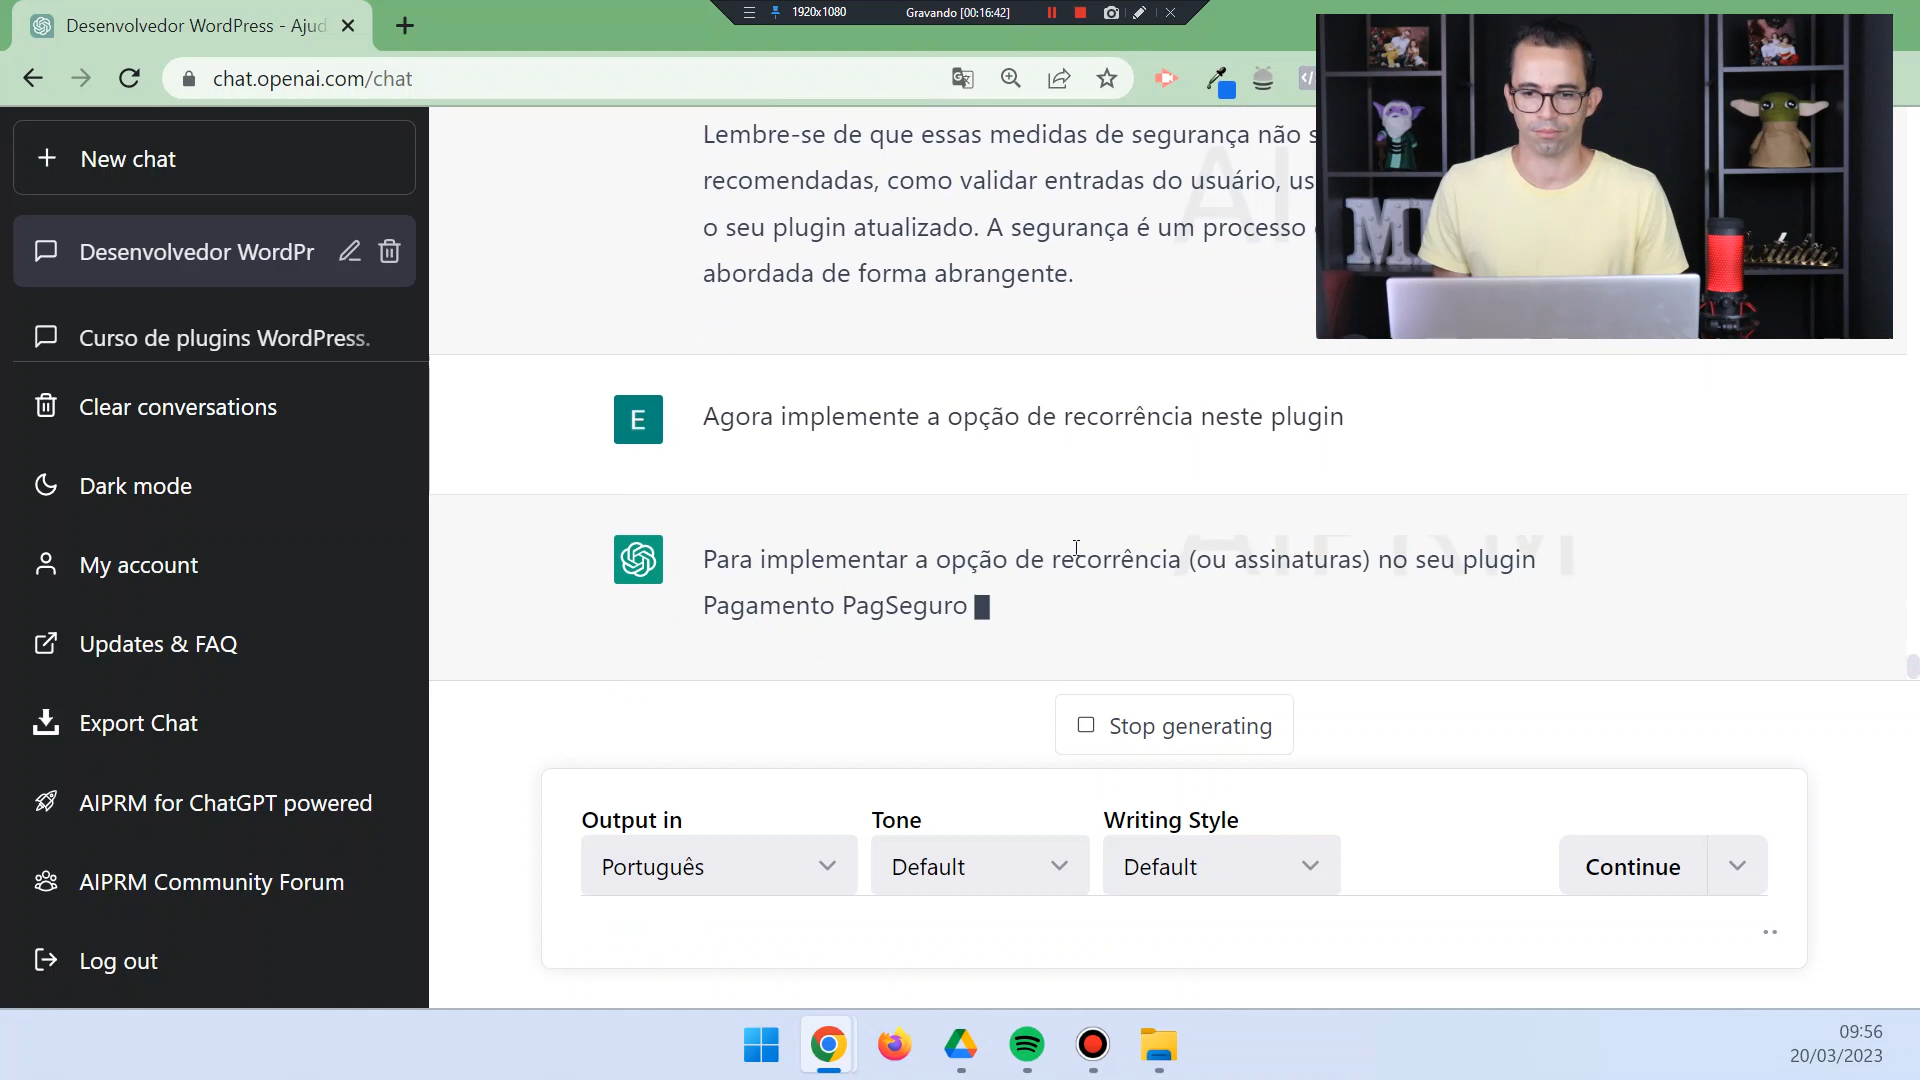 Desenvolvedor WordPress - Ajud
1920x1080
Gravando [00:16:42]
chat.openai.com/chat
New chat
Desenvolvedor WordPr
Curso de plugins WordPress.
Clear conversations
Dark mode
My account
Updates & FAQ
Export Chat
AIPRM for ChatGPT powered
AIPRM Community Forum
Log out
Lembre-se de que essas medidas de segurança não s
recomendadas, como validar entradas do usuário, us
o seu plugin atualizado. A segurança é um processo
abordada de forma abrangente.
E
Agora implemente a opção de recorrência neste plugin
Para implementar a opção de recorrência (ou assinaturas) no seu plugin
Pagamento PagSeguro
Stop generating
Output in
Tone
Writing Style
Português
Default
Default
Continue
09:56
20/03/2023